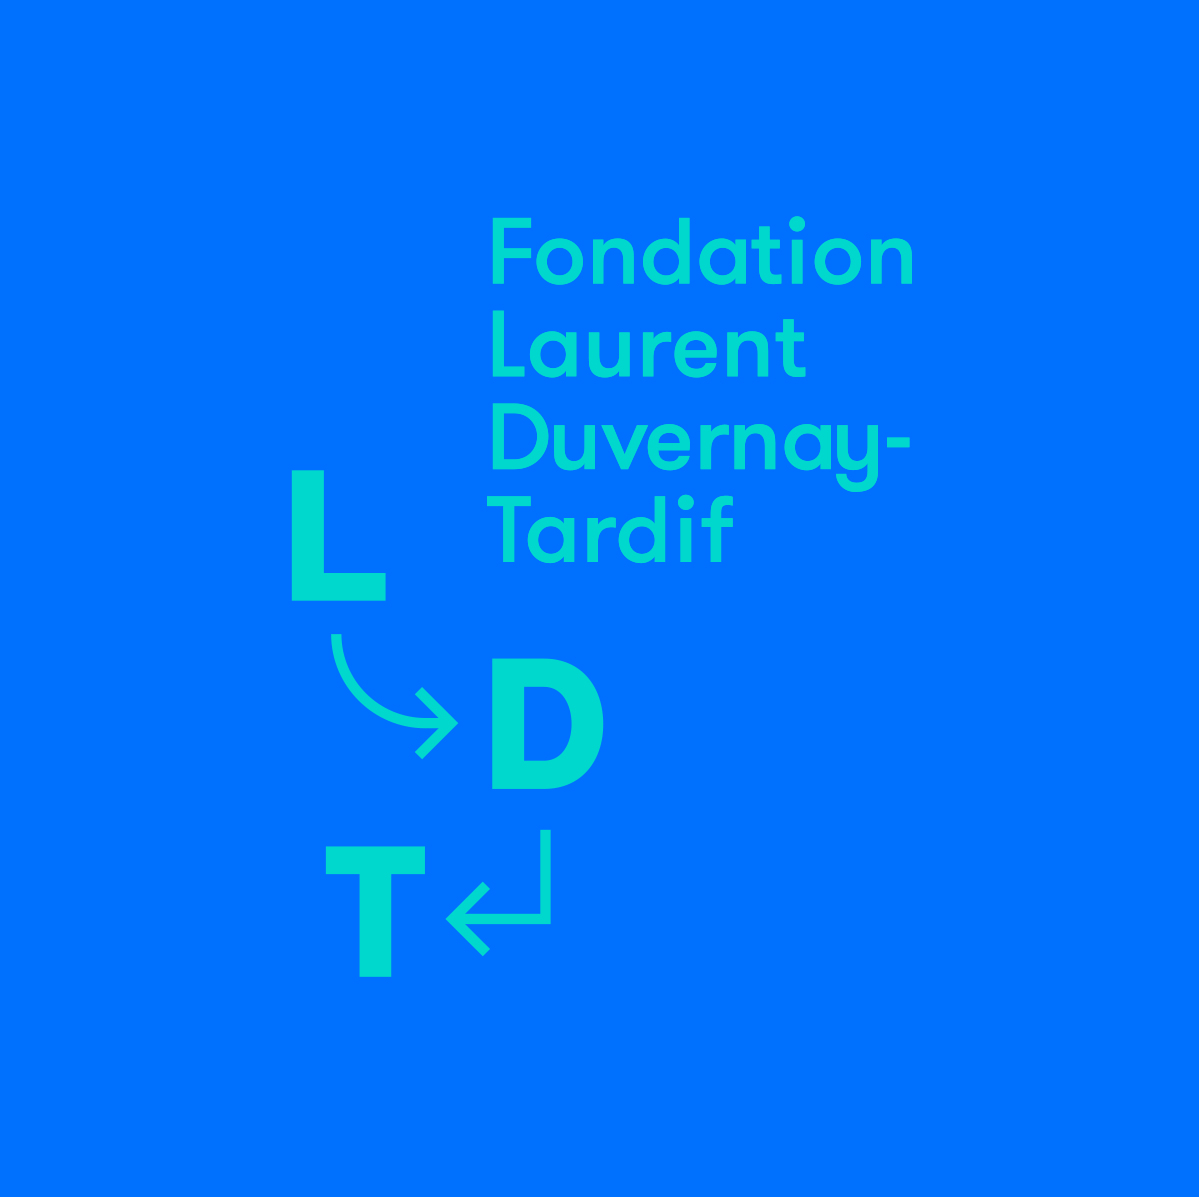 Fondation
Laurent
Duvernay-
Tardif
L
D
T